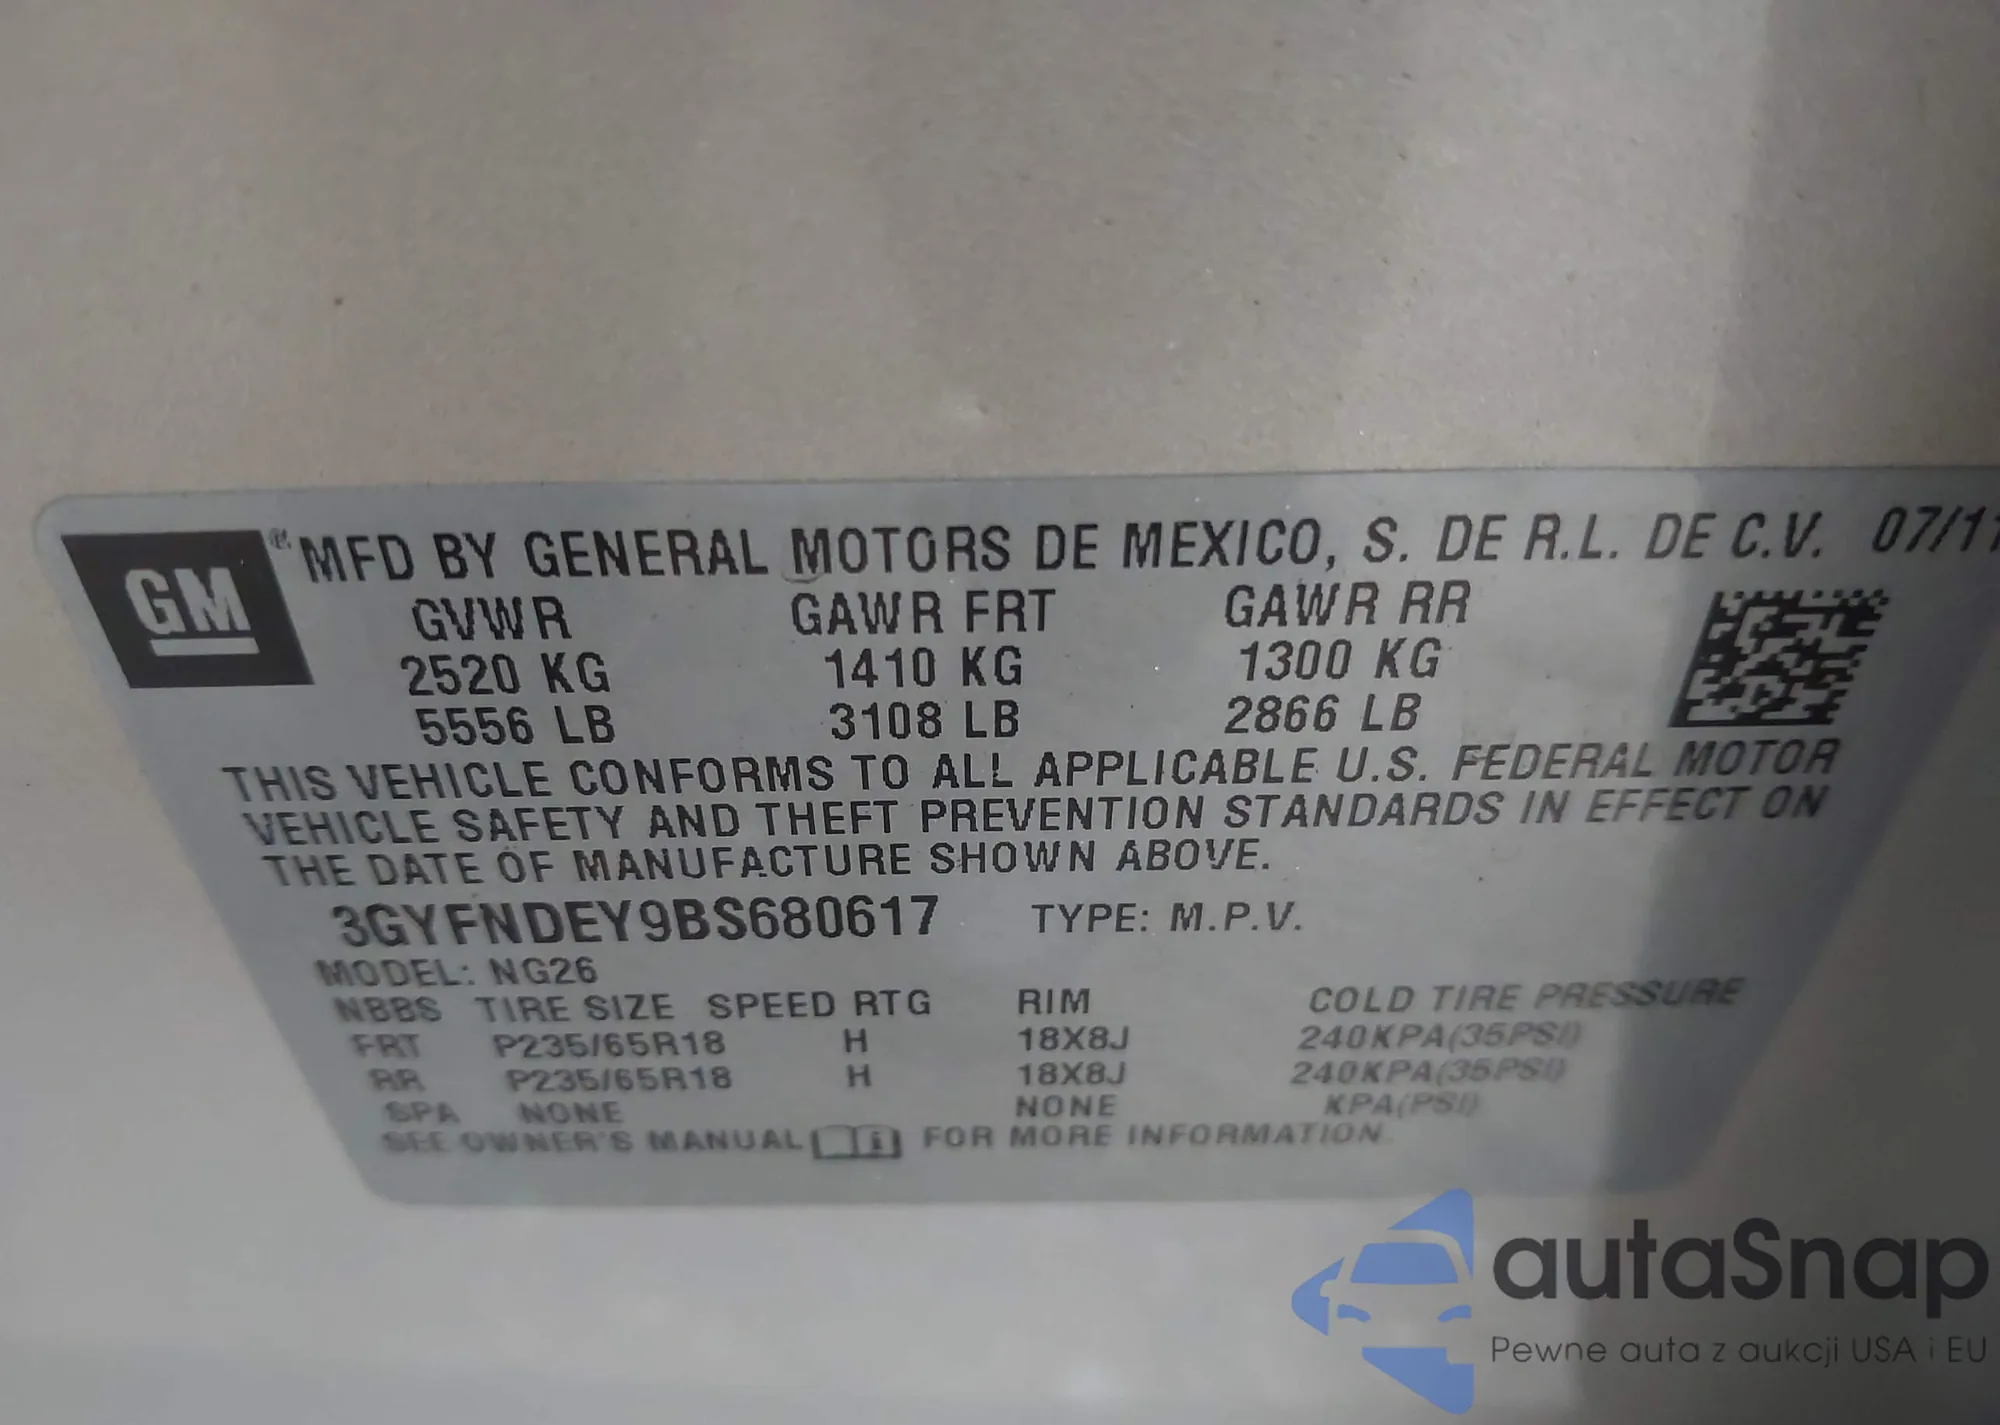 GM ® MFD BY GENERAL MOTORS DE MEXICO, S. DE R.L. DE C.V. 07/11
GVWR GAWR FRT GAWR RR
2520 KG 1410 KG 1300 KG
5556 LB 3108 LB 2866 LB
THIS VEHICLE CONFORMS TO ALL APPLICABLE U.S. FEDERAL MOTOR
VEHICLE SAFETY AND THEFT PREVENTION STANDARDS IN EFFECT ON
THE DATE OF MANUFACTURE SHOWN ABOVE.
3GYFNDEY9BS680617 TYPE: M.P.V.
MODEL: NG26
NBBS TIRE SIZE SPEED RTG RIM COLD TIRE PRESSURE
FRT P235/65R18 H 18X8J 240KPA(35PSI)
RR P235/65R18 H 18X8J 240KPA(35PSI)
SPA NONE NONE KPA(PSI)
SEE OWNER'S MANUAL i FOR MORE INFORMATION.
autaSnap
Pewne auta z aukcji USA i EU